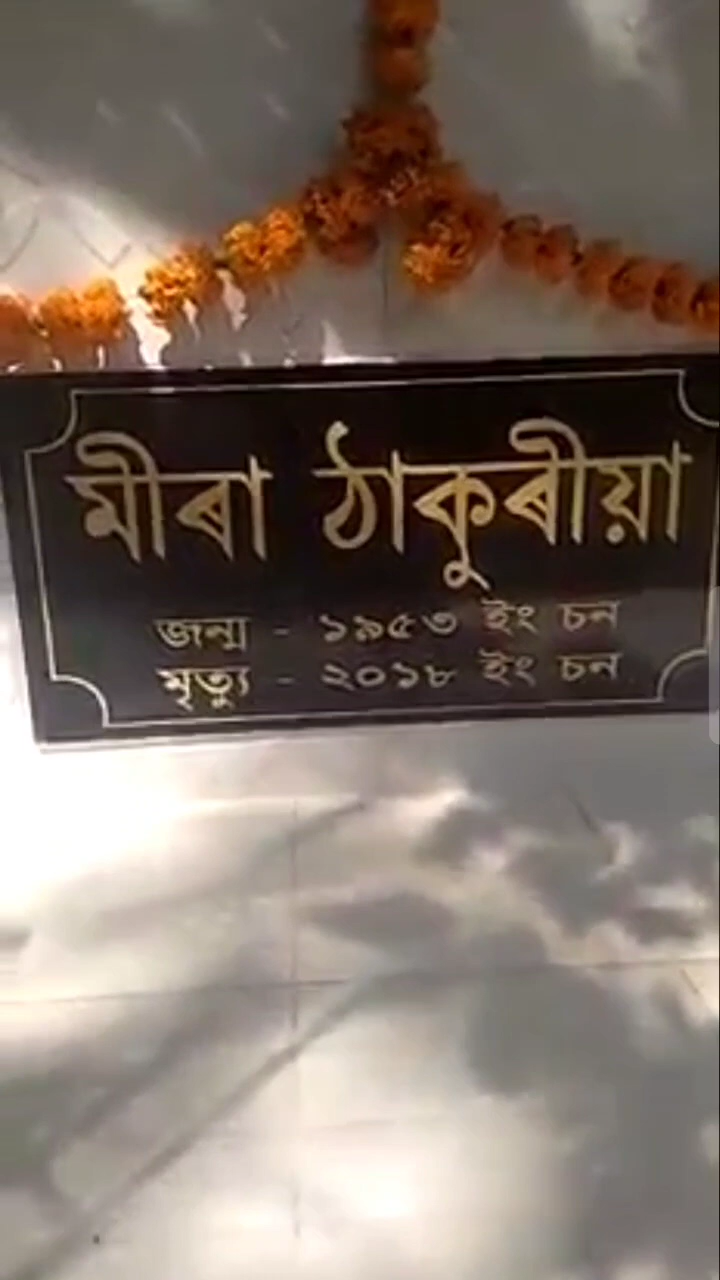 মীৰা ঠাকুৰীয়া
জন্ম - ১৯৫৩ ইং চন
মৃত্যু - ২০১৮ ইং চন